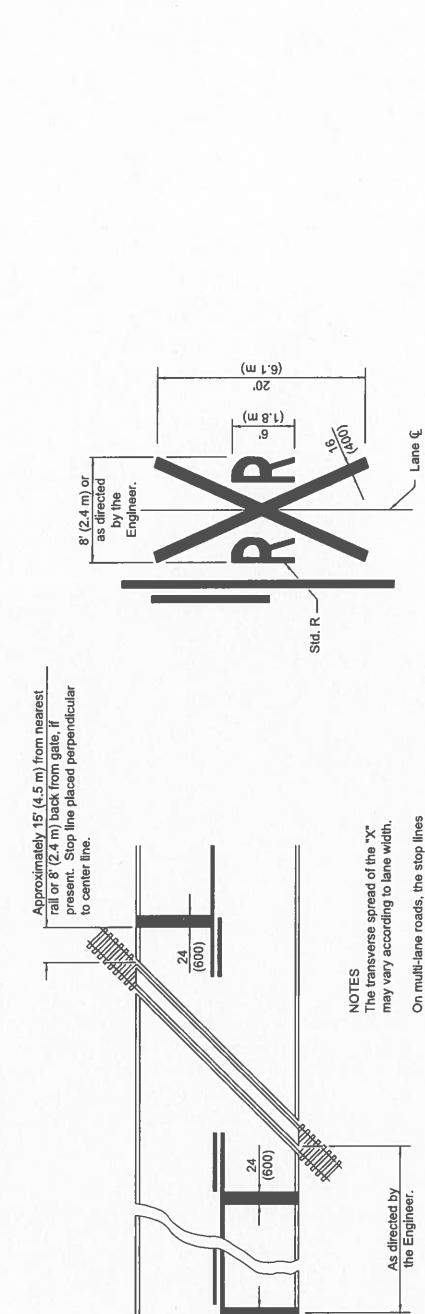 Approximately 15' (4.5 m) from nearest
rail or 8' (2.4 m) back from gate, if
present. Stop line placed perpendicular
to center line.
24
(600)
24
(600)
As directed by
the Engineer.
NOTES
The transverse spread of the "X"
may vary according to lane width.
On multi-lane roads, the stop lines
8' (2.4 m) or
as directed
by the
Engineer.
R R
6'
(1.8 m)
20'
(6.1 m)
16
(400)
Std. R
Lane ℄